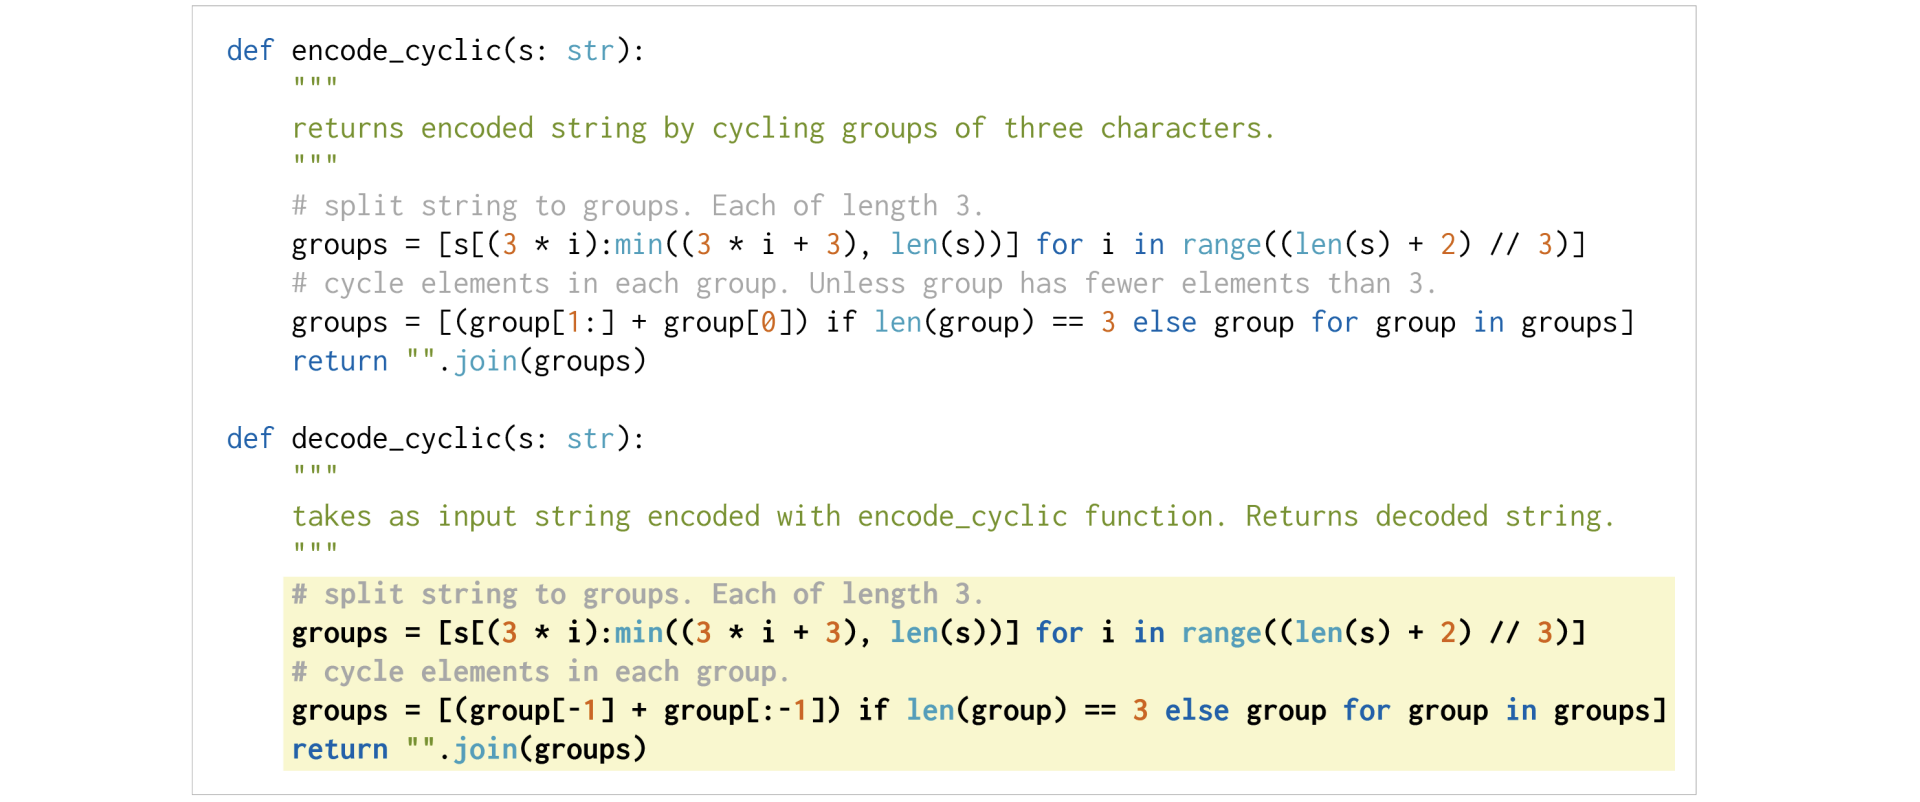 def encode_cyclic(s: str):
    """
    returns encoded string by cycling groups of three characters.
    """
    # split string to groups. Each of length 3.
    groups = [s[(3 * i):min((3 * i + 3), len(s))] for i in range((len(s) + 2) // 3)]
    # cycle elements in each group. Unless group has fewer elements than 3.
    groups = [(group[1:] + group[0]) if len(group) == 3 else group for group in groups]
    return "".join(groups)

def decode_cyclic(s: str):
    """
    takes as input string encoded with encode_cyclic function. Returns decoded string.
    """
    # split string to groups. Each of length 3.
    groups = [s[(3 * i):min((3 * i + 3), len(s))] for i in range((len(s) + 2) // 3)]
    # cycle elements in each group.
    groups = [(group[-1] + group[:-1]) if len(group) == 3 else group for group in groups]
    return "".join(groups)